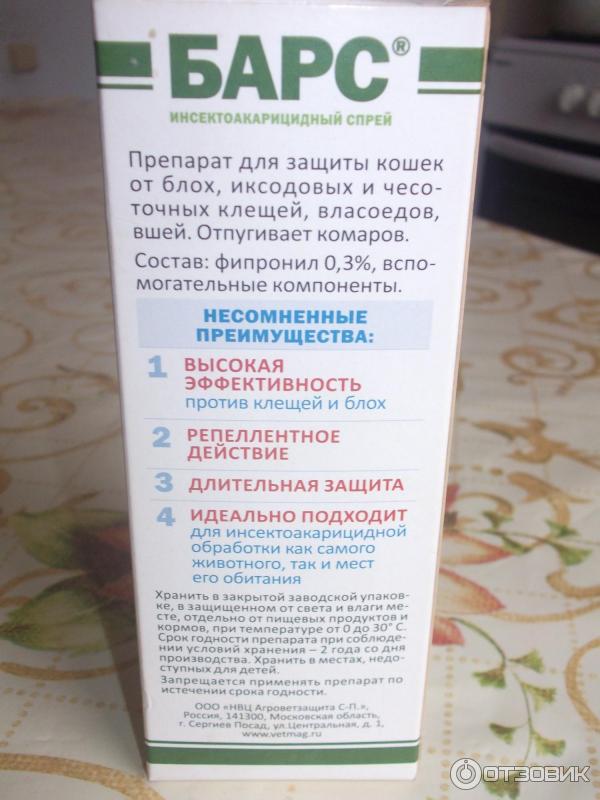 БАРС®
ИНСЕКТОАКАРИЦИДНЫЙ СПРЕЙ
Препарат для защиты кошек
от блох, иксодовых и чесо-
точных клещей, власоедов,
вшей. Отпугивает комаров.
Состав: фипронил 0,3%, вспо-
могательные компоненты.
НЕСОМНЕННЫЕ
ПРЕИМУЩЕСТВА:
1 ВЫСОКАЯ
ЭФФЕКТИВНОСТЬ
против клещей и блох
2 РЕПЕЛЛЕНТНОЕ
ДЕЙСТВИЕ
3 ДЛИТЕЛЬНАЯ ЗАЩИТА
4 ИДЕАЛЬНО ПОДХОДИТ
для инсектоакарицидной
обработки как самого
животного, так и мест
его обитания
Хранить в закрытой заводской упаков-
ке, в защищенном от света и влаги ме-
сте, отдельно от пищевых продуктов и
кормов, при температуре от 0 до 30° С.
Срок годности препарата при соблюде-
нии условий хранения – 2 года со дня
производства. Хранить в местах, недо-
ступных для детей.
Запрещается применять препарат по
истечении срока годности.
ООО «НВЦ Агроветзащита С-П.»,
Россия, 141300, Московская область,
г. Сергиев Посад, ул.Центральная, д. 1,
www.vetmag.ru
ОТЗОВИК